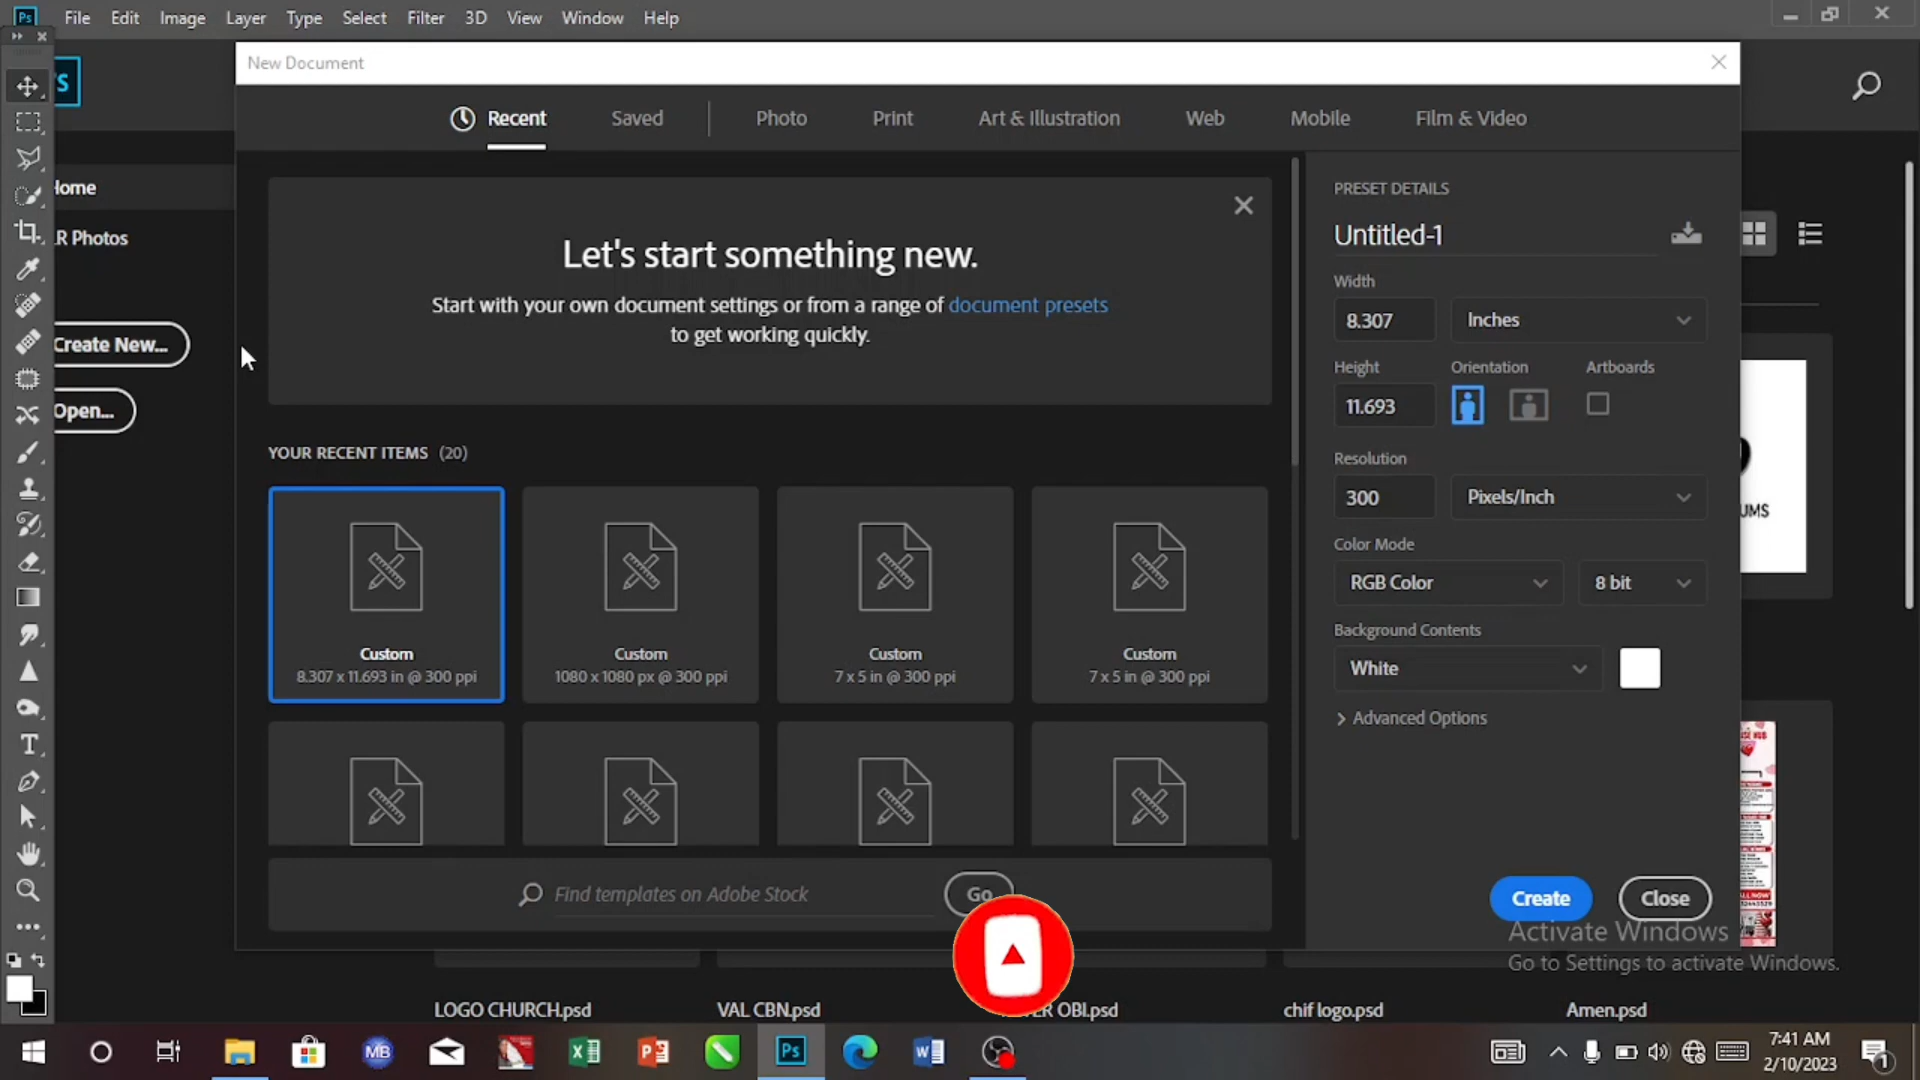 Ps File Edit Image Layer Type Select Filter 3D View Window Help
New Document
Recent Saved Photo Print Art & Illustration Web Mobile Film & Video
Home
LR Photos
Create New...
Open...
Let's start something new.
Start with your own document settings or from a range of document presets
to get working quickly.
YOUR RECENT ITEMS (20)
Custom
8.307 x 11.693 in @ 300 ppi
Custom
1080 x 1080 px @ 300 ppi
Custom
7 x 5 in @ 300 ppi
Custom
7 x 5 in @ 300 ppi
Find templates on Adobe Stock
Go
PRESET DETAILS
Untitled-1
Width
8.307 Inches
Height Orientation Artboards
11.693
Resolution
300 Pixels/Inch
Color Mode
RGB Color 8 bit
Background Contents
White
Advanced Options
Create Close
Activate Windows
Go to Settings to activate Windows.
LOGO CHURCH.psd VAL CBN.psd OBI.psd chif logo.psd Amen.psd
MB
Ps
7:41 AM
2/10/2023
1